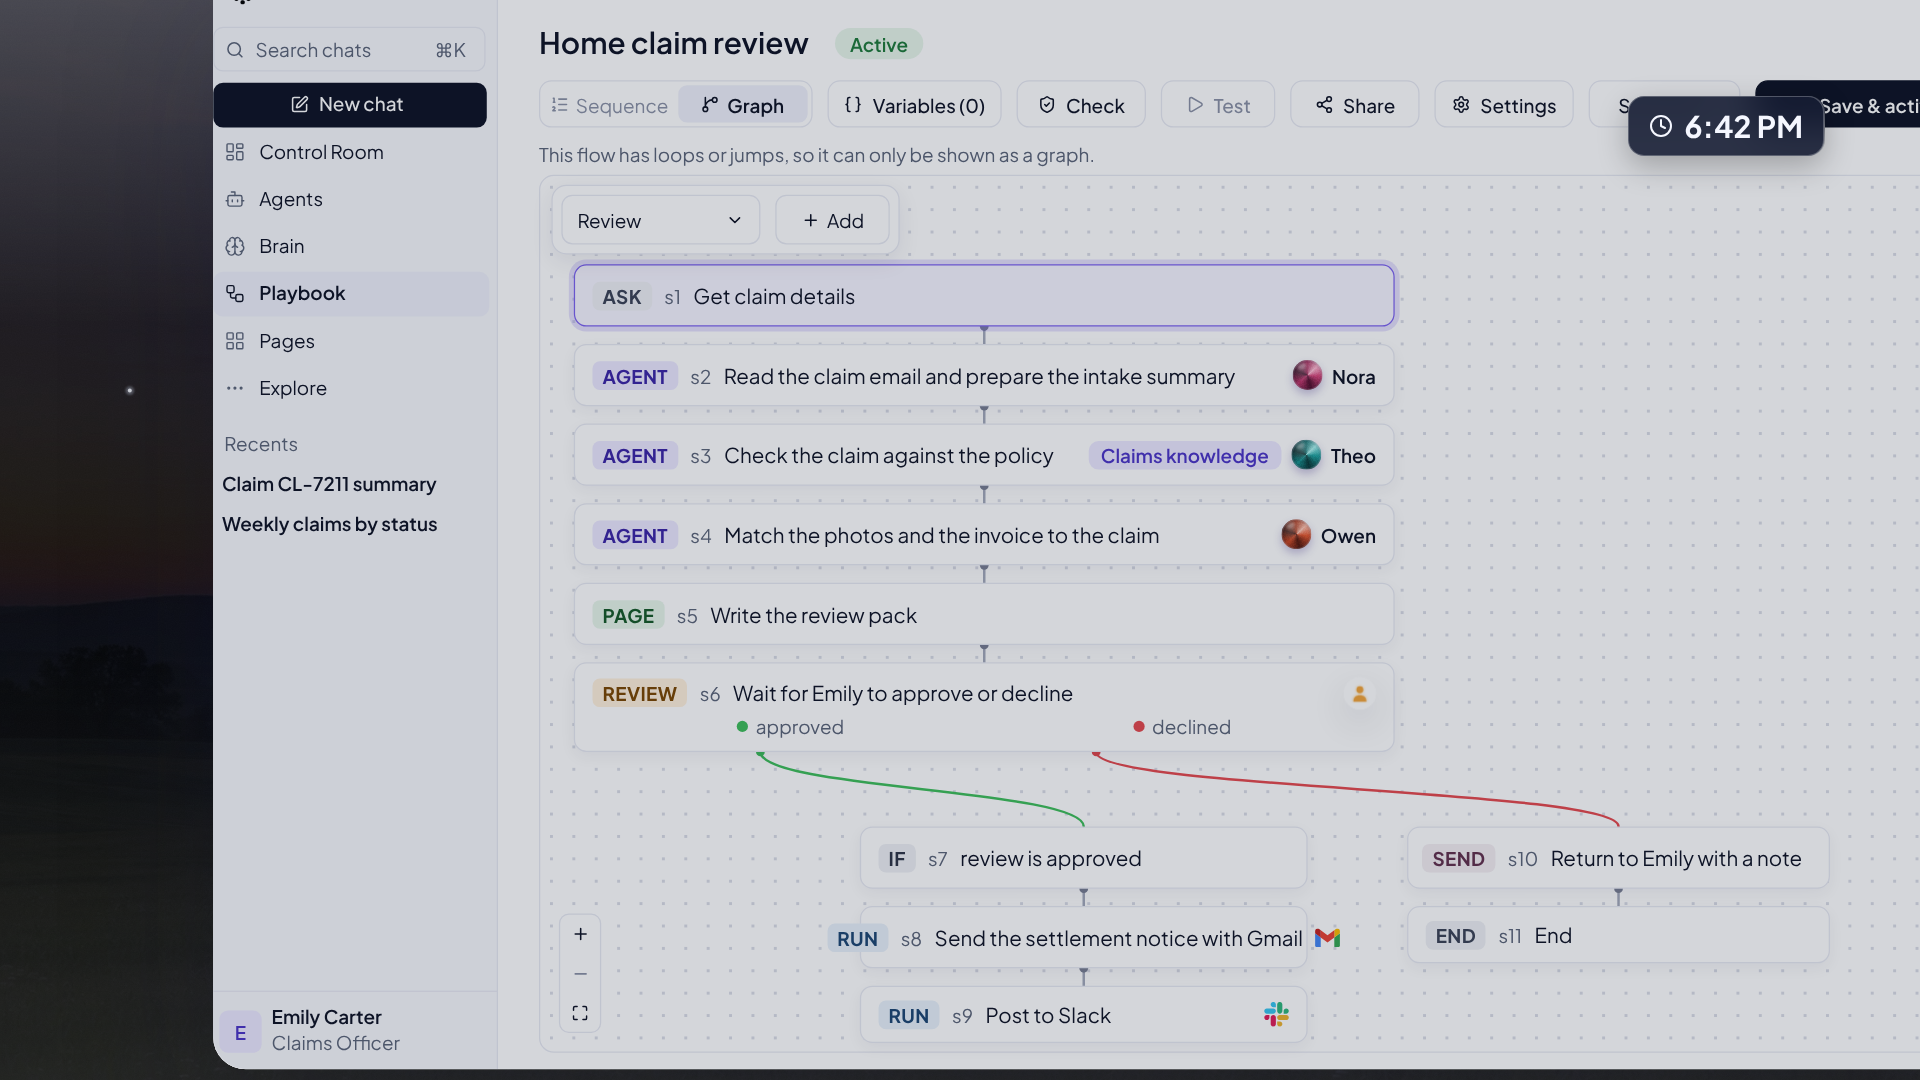 Search chats ⌘K
New chat
Control Room
Agents
Brain
Playbook
Pages
Explore
Recents
Claim CL-7211 summary
Weekly claims by status
E
Emily Carter
Claims Officer
Home claim review Active
Sequence Graph Variables (0) Check Test Share Settings Save & acti
6:42 PM
This flow has loops or jumps, so it can only be shown as a graph.
Review + Add
ASK s1 Get claim details
AGENT s2 Read the claim email and prepare the intake summary Nora
AGENT s3 Check the claim against the policy Claims knowledge Theo
AGENT s4 Match the photos and the invoice to the claim Owen
PAGE s5 Write the review pack
REVIEW s6 Wait for Emily to approve or decline
approved declined
IF s7 review is approved
SEND s10 Return to Emily with a note
RUN s8 Send the settlement notice with Gmail
END s11 End
RUN s9 Post to Slack